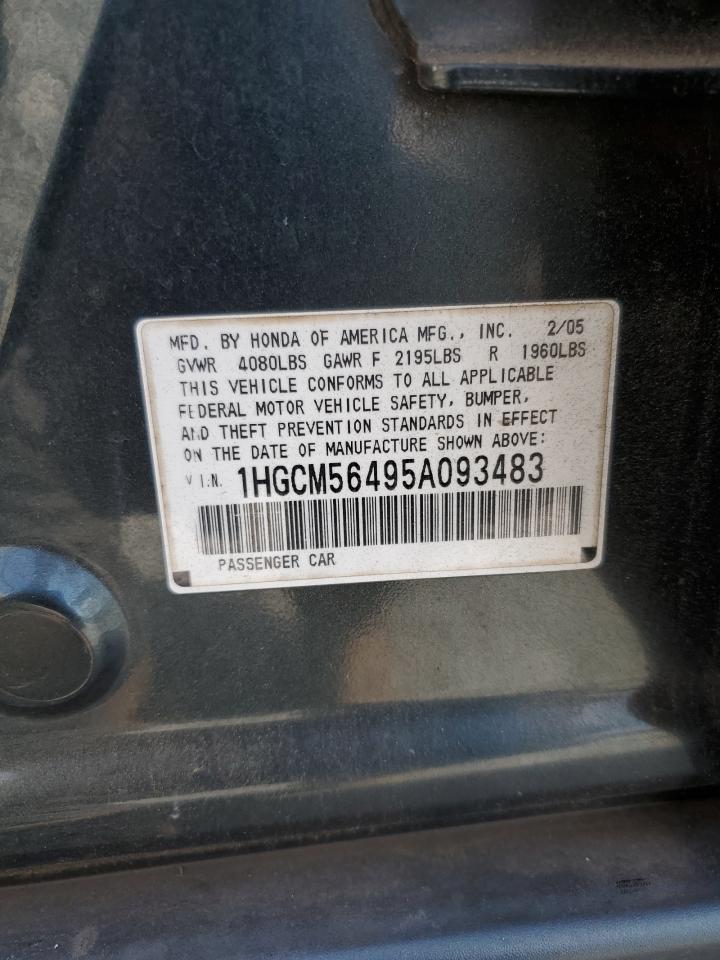 MFD. BY HONDA OF AMERICA MFG., INC. 2/05
GVWR 4080LBS GAWR F 2195LBS R 1960LBS
THIS VEHICLE CONFORMS TO ALL APPLICABLE
FEDERAL MOTOR VEHICLE SAFETY, BUMPER,
AND THEFT PREVENTION STANDARDS IN EFFECT
ON THE DATE OF MANUFACTURE SHOWN ABOVE:
V.I.N. 1HGCM56495A093483
PASSENGER CAR